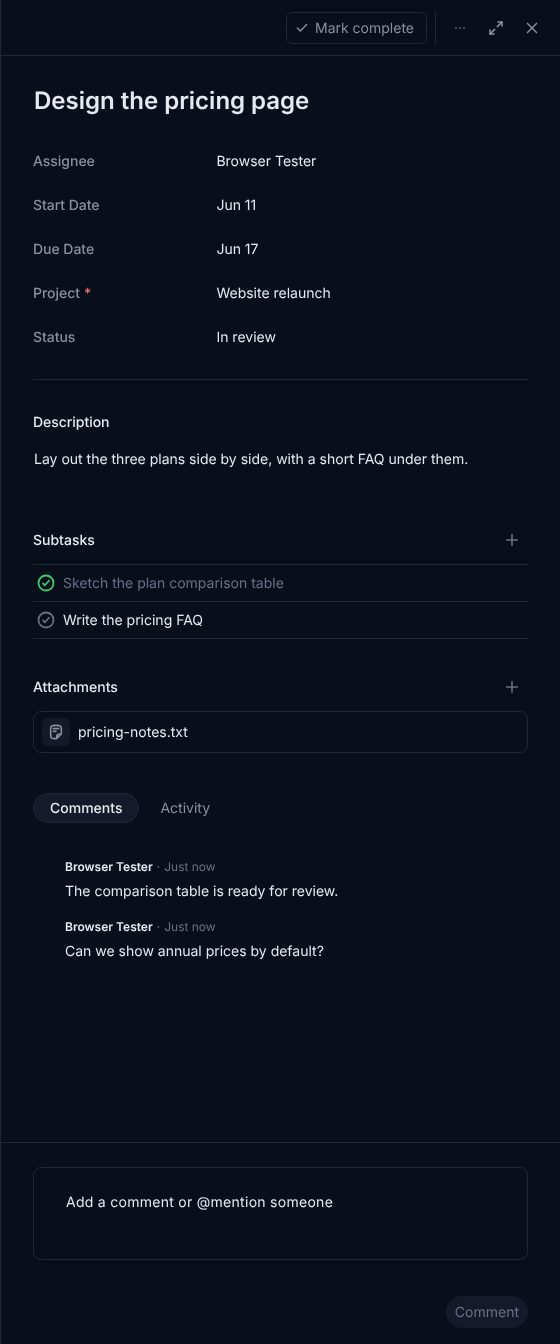 Mark complete
Design the pricing page
Assignee Browser Tester
Start Date Jun 11
Due Date Jun 17
Project * Website relaunch
Status In review
Description
Lay out the three plans side by side, with a short FAQ under them.
Subtasks
Sketch the plan comparison table
Write the pricing FAQ
Attachments
pricing-notes.txt
Comments Activity
Browser Tester · Just now
The comparison table is ready for review.
Browser Tester · Just now
Can we show annual prices by default?
Add a comment or @mention someone
Comment